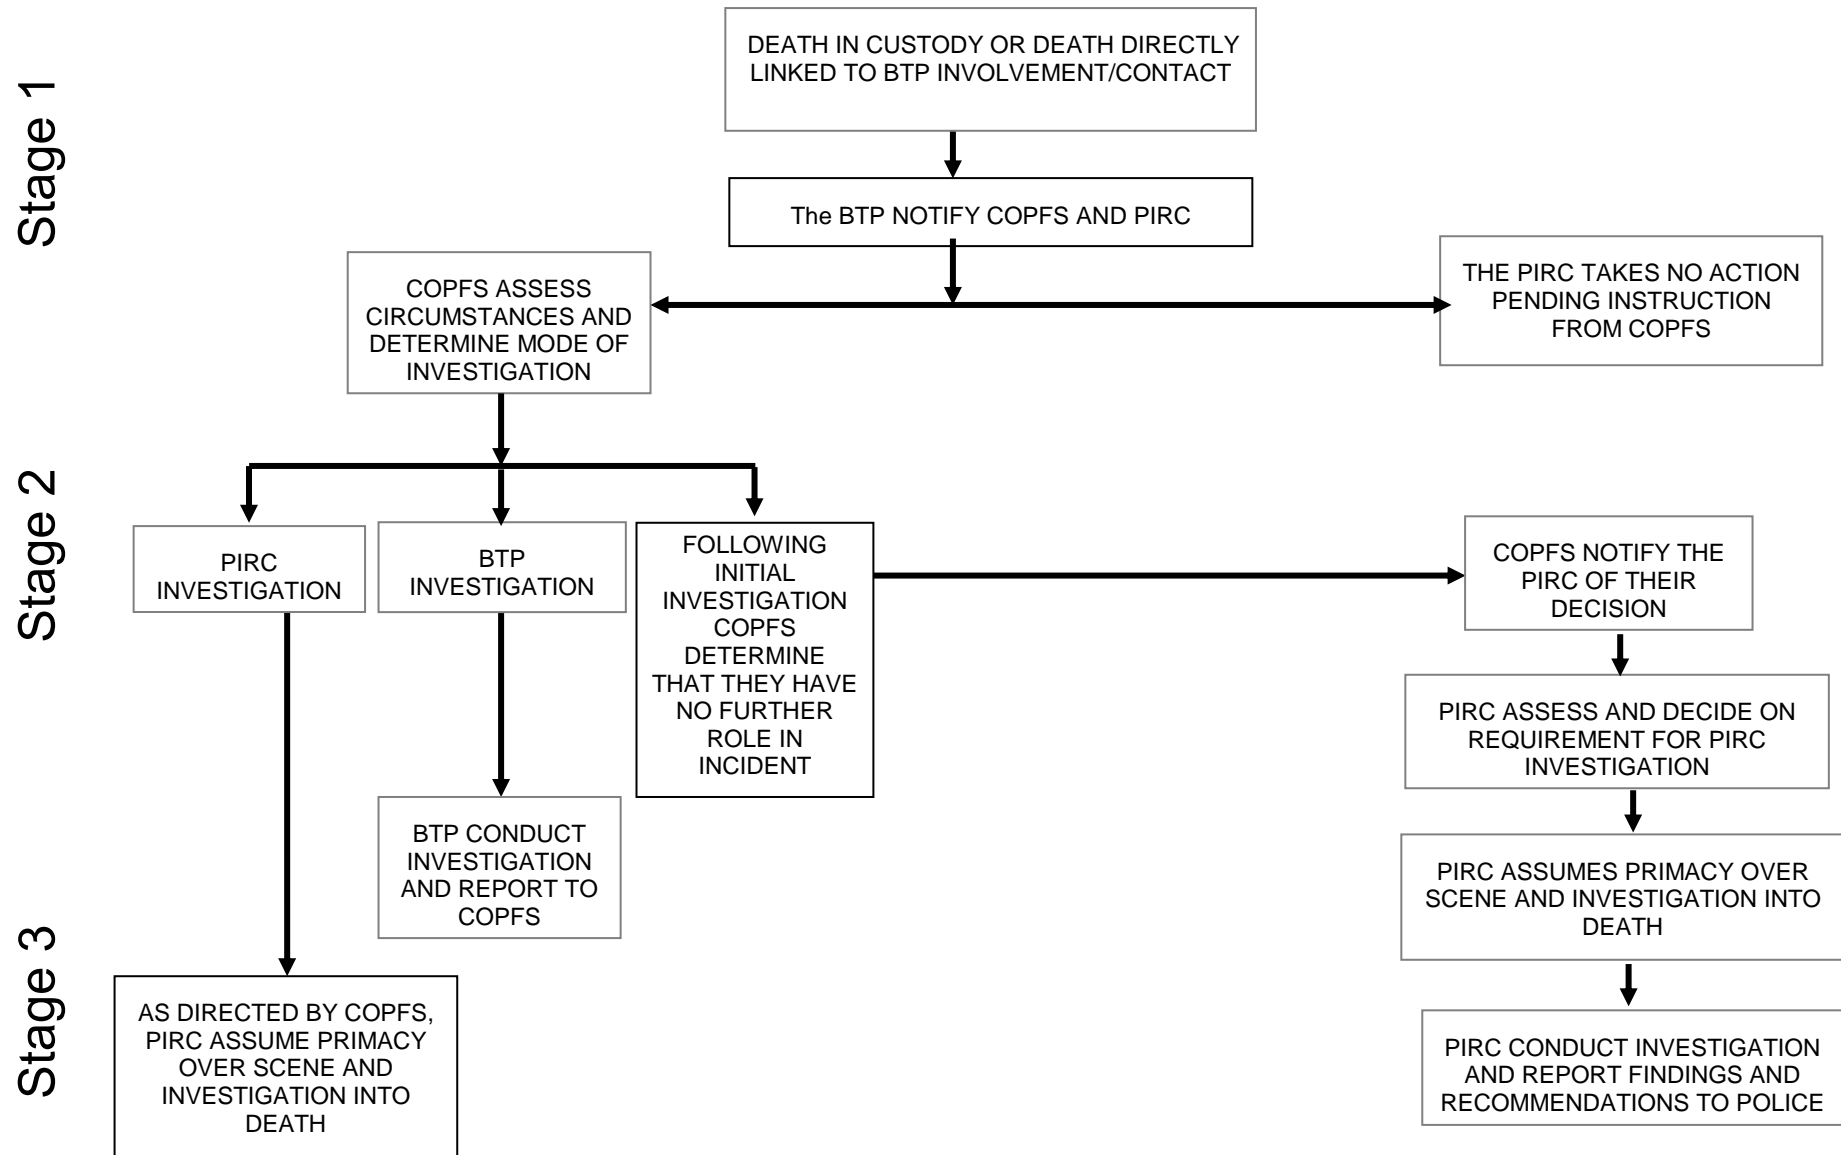 Stage 1
DEATH IN CUSTODY OR DEATH DIRECTLY
LINKED TO BTP INVOLVEMENT/CONTACT
The BTP NOTIFY COPFS AND PIRC
COPFS ASSESS
CIRCUMSTANCES AND
DETERMINE MODE OF
INVESTIGATION
THE PIRC TAKES NO ACTION
PENDING INSTRUCTION
FROM COPFS
Stage 2
PIRC
INVESTIGATION
BTP
INVESTIGATION
FOLLOWING
INITIAL
INVESTIGATION
COPFS
DETERMINE
THAT THEY HAVE
NO FURTHER
ROLE IN
INCIDENT
COPFS NOTIFY THE
PIRC OF THEIR
DECISION
PIRC ASSESS AND DECIDE ON
REQUIREMENT FOR PIRC
INVESTIGATION
Stage 3
BTP CONDUCT
INVESTIGATION
AND REPORT TO
COPFS
PIRC ASSUMES PRIMACY OVER
SCENE AND INVESTIGATION INTO
DEATH
AS DIRECTED BY COPFS,
PIRC ASSUME PRIMACY
OVER SCENE AND
INVESTIGATION INTO
DEATH
PIRC CONDUCT INVESTIGATION
AND REPORT FINDINGS AND
RECOMMENDATIONS TO POLICE